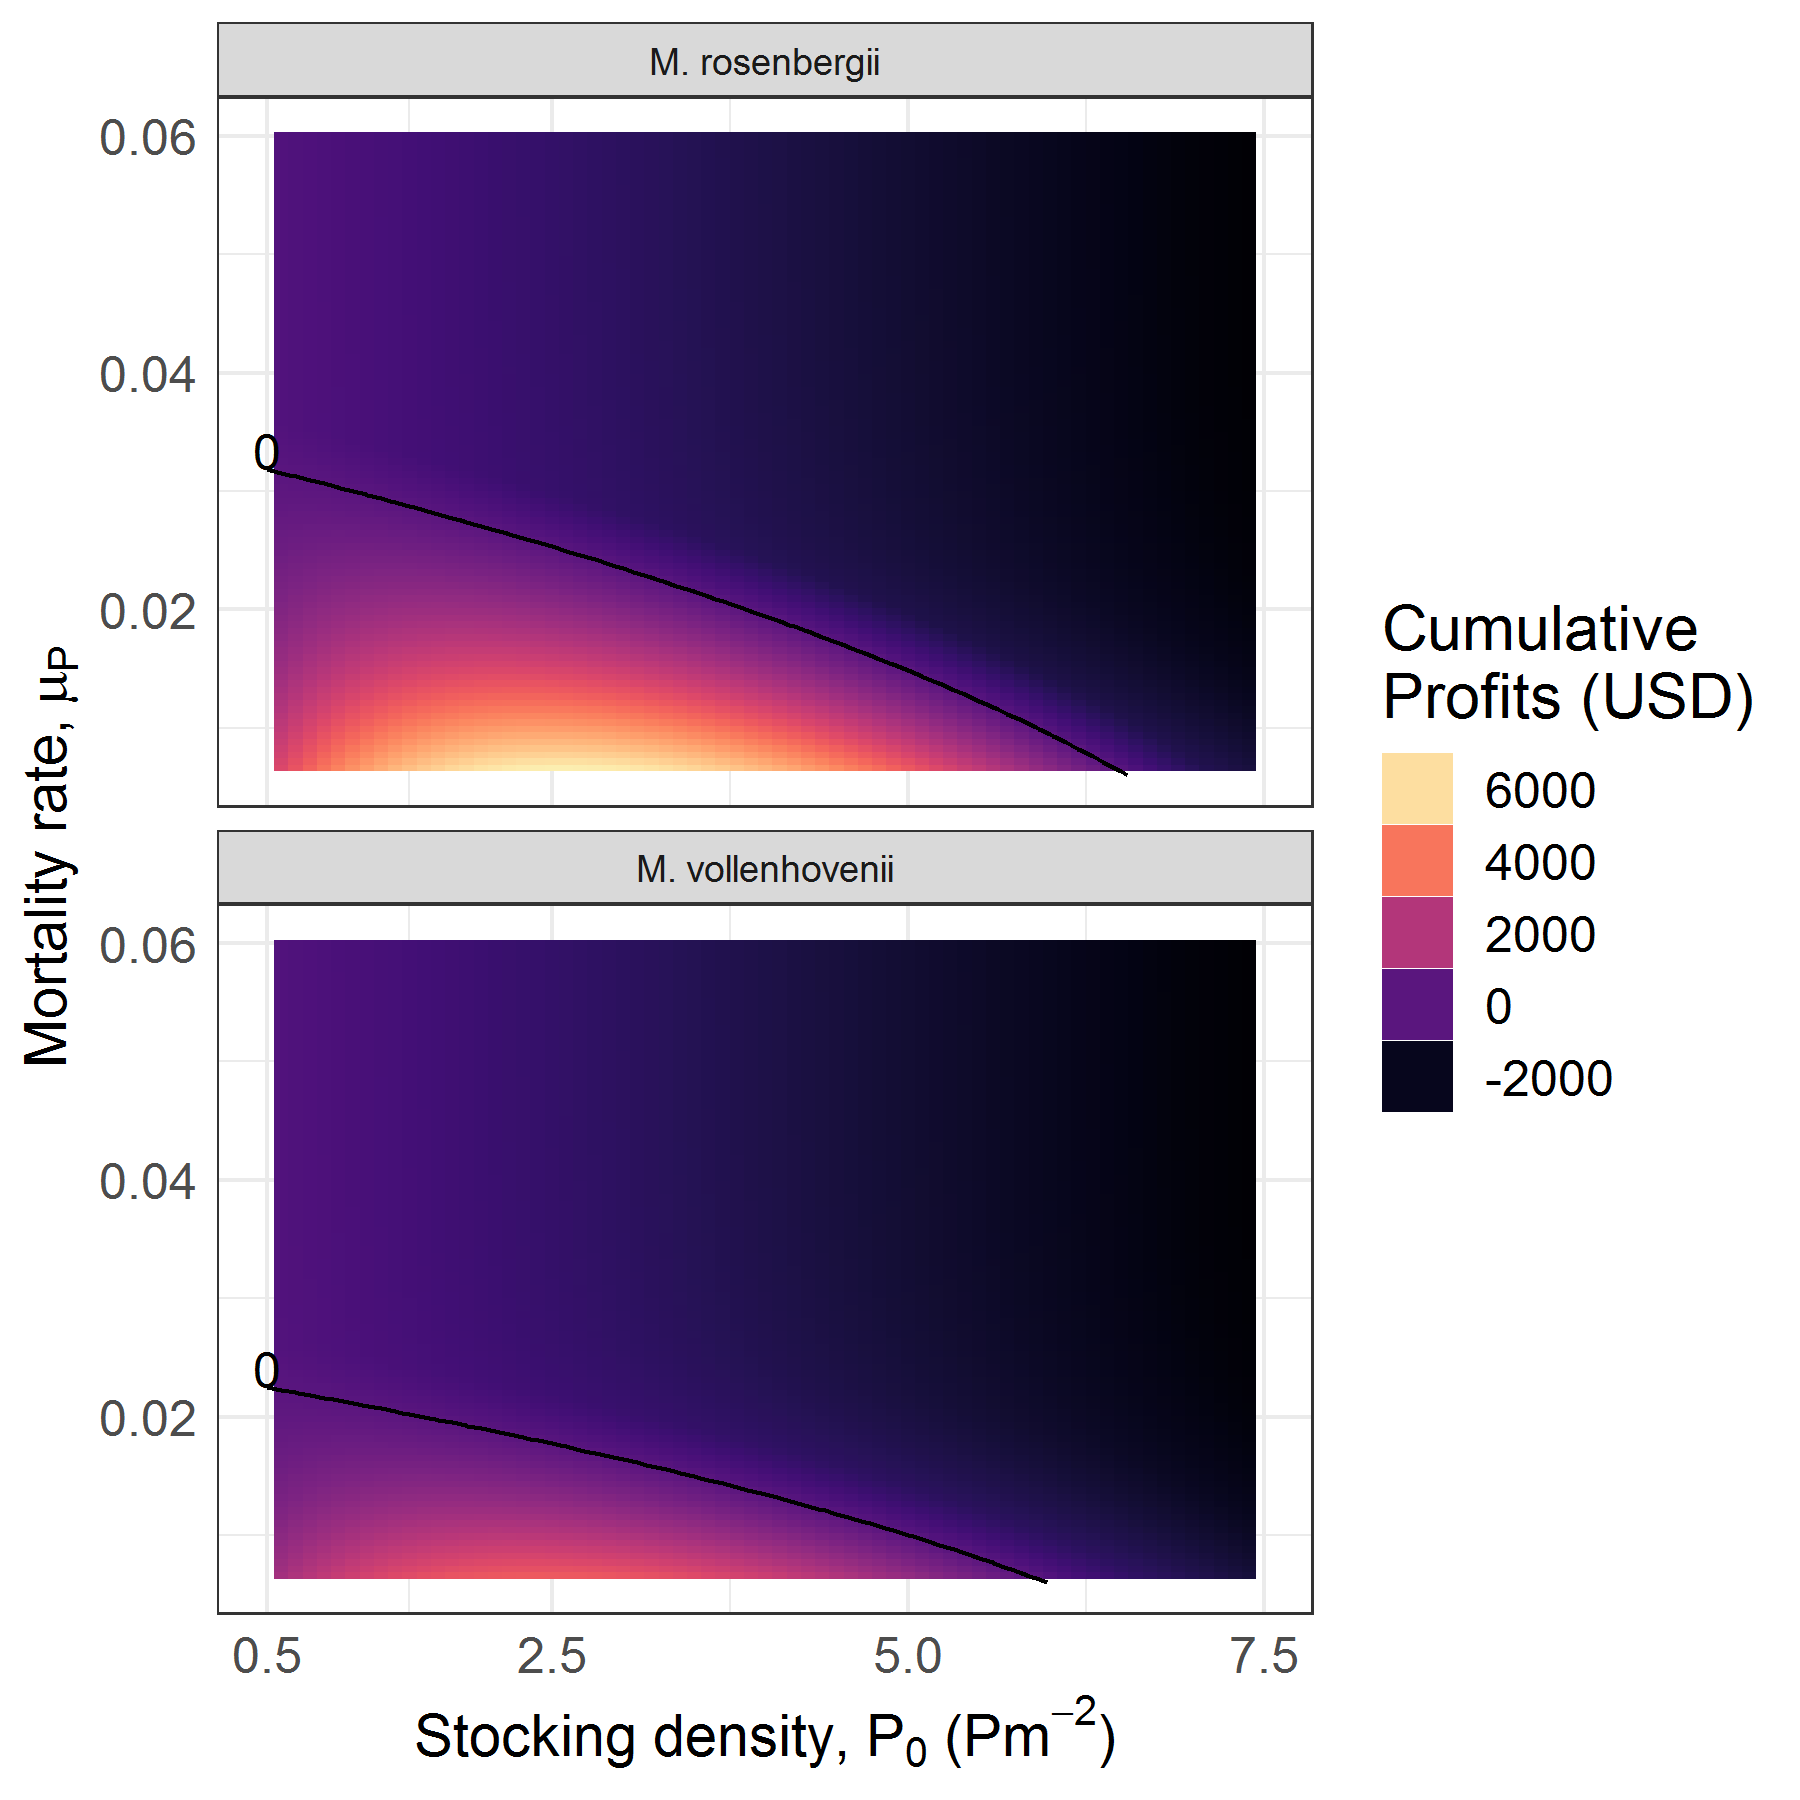 M. rosenbergii
0.06
0.04
0.02
0
M. vollenhovenii
0.06
0.04
0.02
0
0.5 2.5 5.0 7.5
Stocking density, P₀ (Pm⁻²)
Mortality rate, μP
Cumulative
Profits (USD)
6000
4000
2000
0
-2000